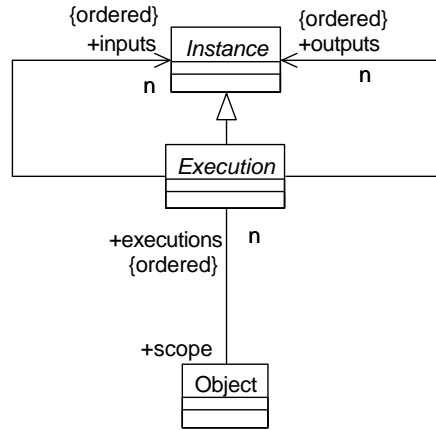 {ordered}
+inputs
n
Instance
{ordered}
+outputs
n
Execution
+executions
{ordered}
n
+scope
Object